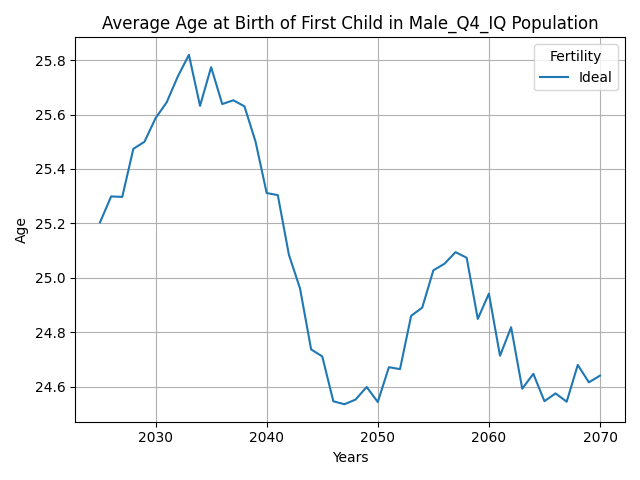 Average Age at Birth of First Child in Male_Q4_IQ Population
Fertility
Ideal
25.8
25.6
25.4
25.2
25.0
24.8
24.6
Age
2030 2040 2050 2060 2070
Years